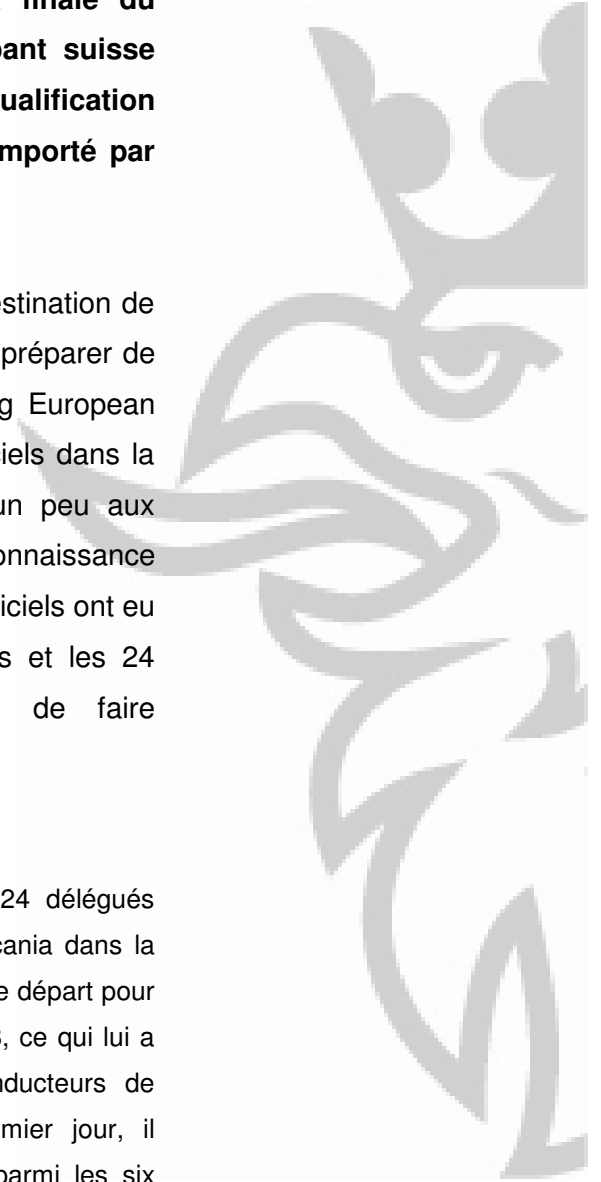 finale du
pant suisse
ualification
mporté par
estination de
préparer de
g European
iels dans la
un peu aux
onnaissance
iciels ont eu
s et les 24
de faire
24 délégués
cania dans la
e départ pour
, ce qui lui a
nducteurs de
mier jour, il
parmi les six